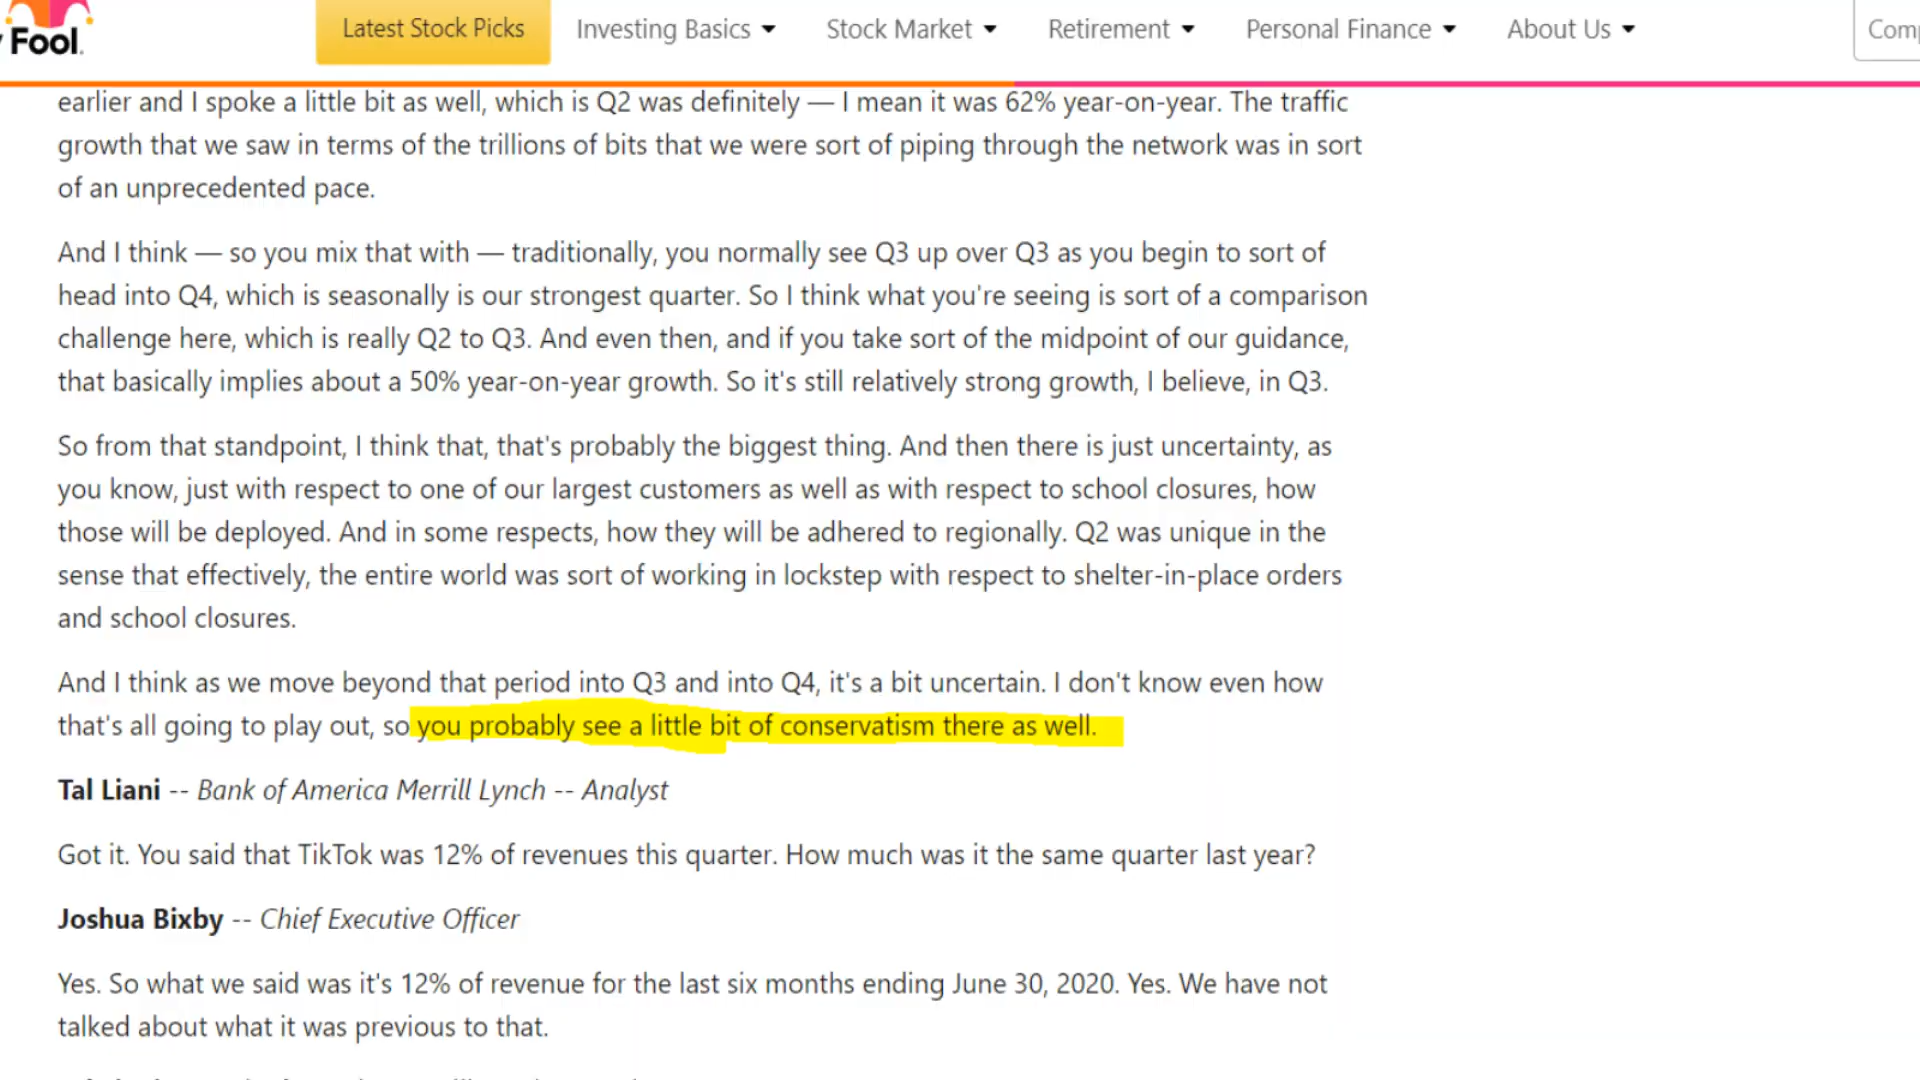 Fool.
Latest Stock Picks
Investing Basics
Stock Market
Retirement
Personal Finance
About Us
earlier and I spoke a little bit as well, which is Q2 was definitely — I mean it was 62% year-on-year. The traffic
growth that we saw in terms of the trillions of bits that we were sort of piping through the network was in sort
of an unprecedented pace.
And I think — so you mix that with — traditionally, you normally see Q3 up over Q3 as you begin to sort of
head into Q4, which is seasonally is our strongest quarter. So I think what you're seeing is sort of a comparison
challenge here, which is really Q2 to Q3. And even then, and if you take sort of the midpoint of our guidance,
that basically implies about a 50% year-on-year growth. So it's still relatively strong growth, I believe, in Q3.
So from that standpoint, I think that, that's probably the biggest thing. And then there is just uncertainty, as
you know, just with respect to one of our largest customers as well as with respect to school closures, how
those will be deployed. And in some respects, how they will be adhered to regionally. Q2 was unique in the
sense that effectively, the entire world was sort of working in lockstep with respect to shelter-in-place orders
and school closures.
And I think as we move beyond that period into Q3 and into Q4, it's a bit uncertain. I don't know even how
that's all going to play out, so you probably see a little bit of conservatism there as well.
Tal Liani -- Bank of America Merrill Lynch -- Analyst
Got it. You said that TikTok was 12% of revenues this quarter. How much was it the same quarter last year?
Joshua Bixby -- Chief Executive Officer
Yes. So what we said was it's 12% of revenue for the last six months ending June 30, 2020. Yes. We have not
talked about what it was previous to that.